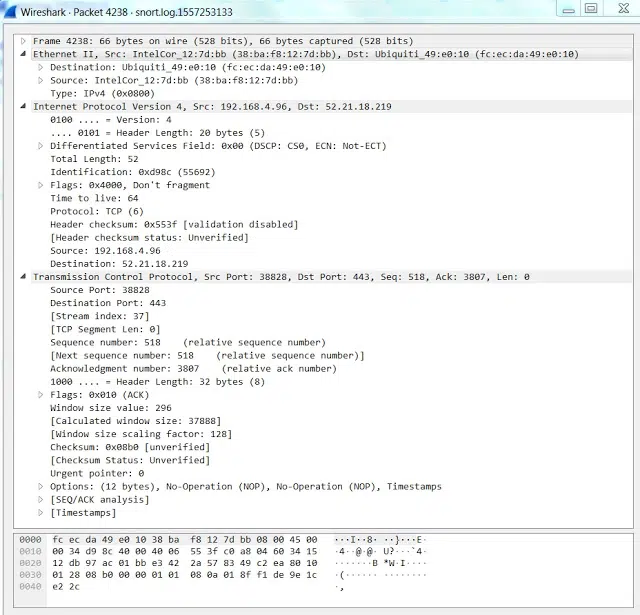 Wireshark · Packet 4238 · snort.log.1557253133
Frame 4238: 66 bytes on wire (528 bits), 66 bytes captured (528 bits)
Ethernet II, Src: IntelCor_12:7d:bb (38:ba:f8:12:7d:bb), Dst: Ubiquiti_49:e0:10 (fc:ec:da:49:e0:10)
Destination: Ubiquiti_49:e0:10 (fc:ec:da:49:e0:10)
Source: IntelCor_12:7d:bb (38:ba:f8:12:7d:bb)
Type: IPv4 (0x0800)
Internet Protocol Version 4, Src: 192.168.4.96, Dst: 52.21.18.219
0100 .... = Version: 4
.... 0101 = Header Length: 20 bytes (5)
Differentiated Services Field: 0x00 (DSCP: CS0, ECN: Not-ECT)
Total Length: 52
Identification: 0xd98c (55692)
Flags: 0x4000, Don't fragment
Time to live: 64
Protocol: TCP (6)
Header checksum: 0x553f [validation disabled]
[Header checksum status: Unverified]
Source: 192.168.4.96
Destination: 52.21.18.219
Transmission Control Protocol, Src Port: 38828, Dst Port: 443, Seq: 518, Ack: 3807, Len: 0
Source Port: 38828
Destination Port: 443
[Stream index: 37]
[TCP Segment Len: 0]
Sequence number: 518    (relative sequence number)
[Next sequence number: 518    (relative sequence number)]
Acknowledgment number: 3807    (relative ack number)
1000 .... = Header Length: 32 bytes (8)
Flags: 0x010 (ACK)
Window size value: 296
[Calculated window size: 37888]
[Window size scaling factor: 128]
Checksum: 0x08b0 [unverified]
[Checksum Status: Unverified]
Urgent pointer: 0
Options: (12 bytes), No-Operation (NOP), No-Operation (NOP), Timestamps
[SEQ/ACK analysis]
[Timestamps]
0000  fc ec da 49 e0 10 38 ba  f8 12 7d bb 08 00 45 00   ···I··8· ··}···E·
0010  00 34 d9 8c 40 00 40 06  55 3f c0 a8 04 60 34 15   ·4··@·@· U?···`4·
0020  12 db 97 ac 01 bb e3 42  2a 57 83 49 c2 ea 80 10   ·······B *W·I····
0030  01 28 08 b0 00 00 01 01  08 0a 01 8f f1 de 9e 1c   ·(······ ········
0040  e2 2c   ·,